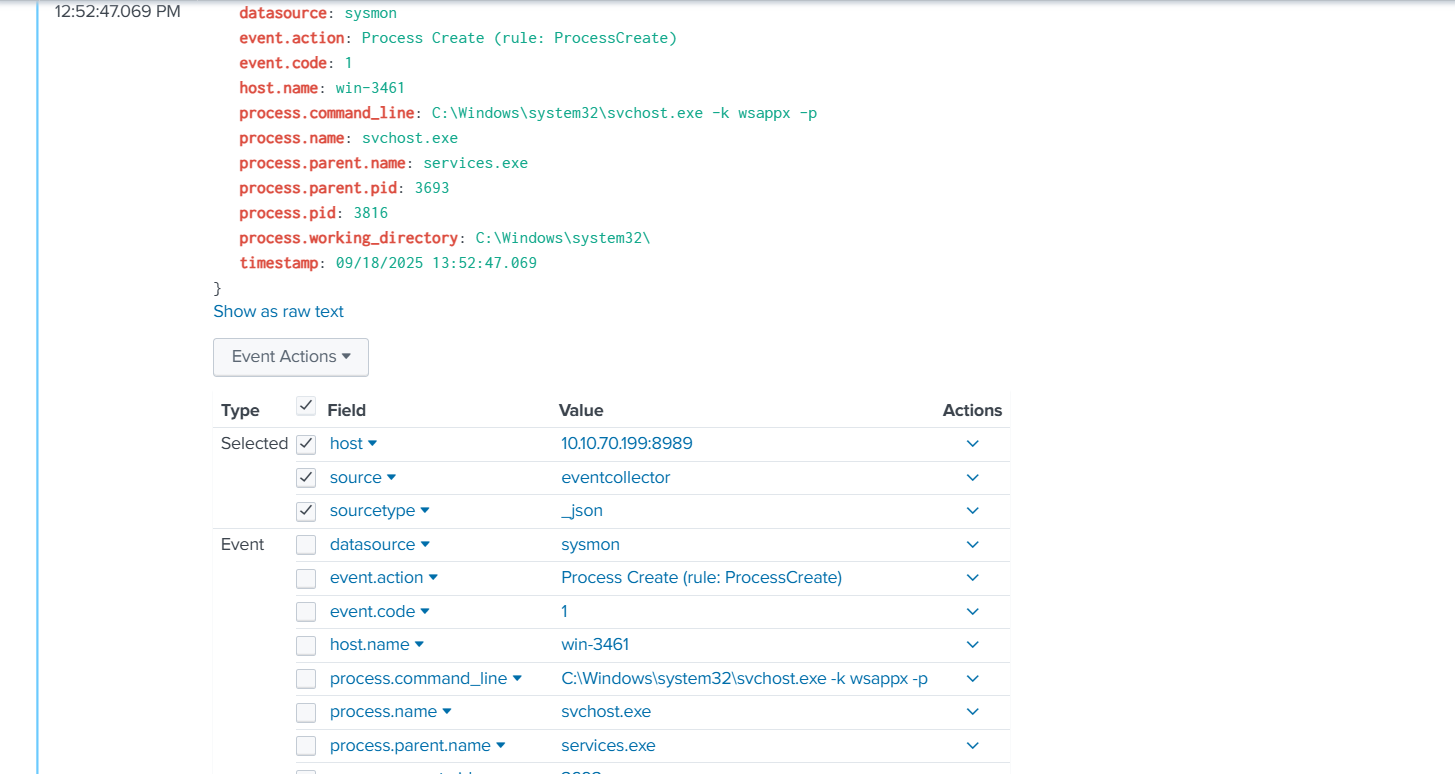 12:52:47.069 PM
datasource: sysmon
event.action: Process Create (rule: ProcessCreate)
event.code: 1
host.name: win-3461
process.command_line: C:\Windows\system32\svchost.exe -k wsappx -p
process.name: svchost.exe
process.parent.name: services.exe
process.parent.pid: 3693
process.pid: 3816
process.working_directory: C:\Windows\system32\
timestamp: 09/18/2025 13:52:47.069
}
Show as raw text
Event Actions
Type Field Value Actions
Selected host 10.10.70.199:8989
source eventcollector
sourcetype _json
Event datasource sysmon
event.action Process Create (rule: ProcessCreate)
event.code 1
host.name win-3461
process.command_line C:\Windows\system32\svchost.exe -k wsappx -p
process.name svchost.exe
process.parent.name services.exe